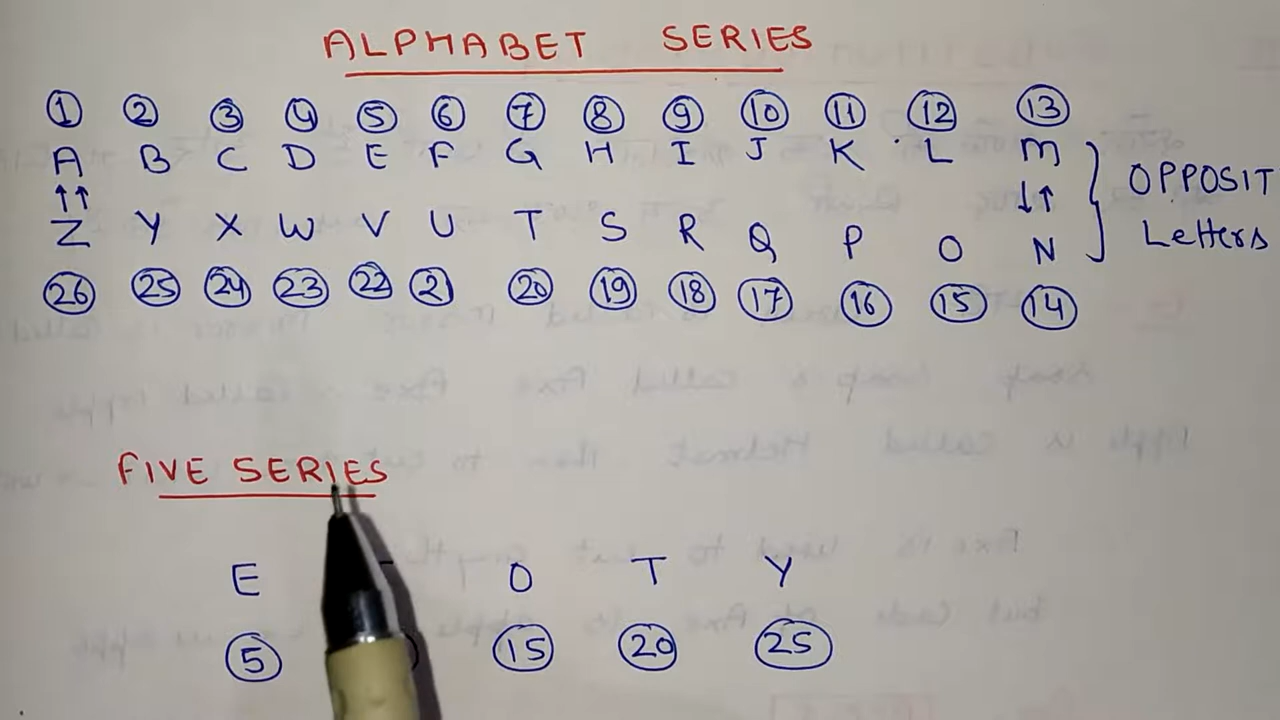 ALPHABET SERIES
1 2 3 4 5 6 7 8 9 10 11 12 13
A B C D E F G H I J K L M
↑↑ ↓↑
OPPOSIT
Letters
Z Y X W V U T S R Q P O N
26 25 24 23 22 21 20 19 18 17 16 15 14
FIVE SERIES
E O T Y
5 15 20 25